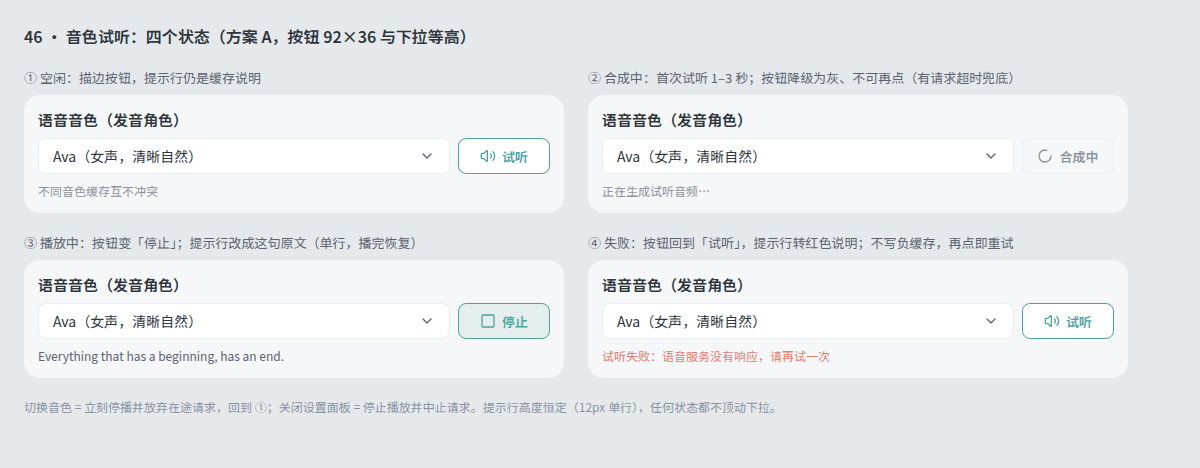 46 · 音色试听：四个状态（方案 A，按钮 92×36 与下拉等高）
① 空闲：描边按钮，提示行仍是缓存说明
语音音色（发音角色）
Ava（女声，清晰自然）
试听
不同音色缓存互不冲突
② 合成中：首次试听 1–3 秒；按钮降级为灰、不可再点（有请求超时兜底）
语音音色（发音角色）
Ava（女声，清晰自然）
合成中
正在生成试听音频…
③ 播放中：按钮变「停止」；提示行改成这句原文（单行，播完恢复）
语音音色（发音角色）
Ava（女声，清晰自然）
停止
Everything that has a beginning, has an end.
④ 失败：按钮回到「试听」，提示行转红色说明；不写负缓存，再点即重试
语音音色（发音角色）
Ava（女声，清晰自然）
试听
试听失败：语音服务没有响应，请再试一次
切换音色 = 立刻停播并放弃在途请求，回到 ①；关闭设置面板 = 停止播放并中止请求。提示行高度恒定（12px 单行），任何状态都不顶动下拉。